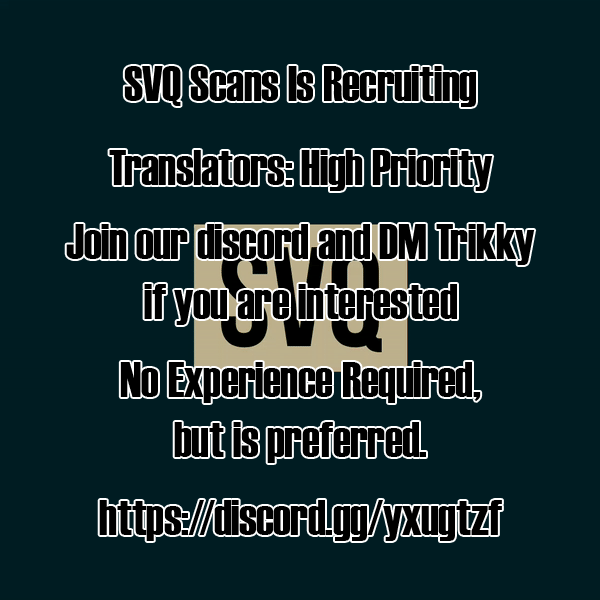 SVQ Scans Is Recruiting
Translators: High Priority
Join our discord and DM Trikky
SVQ
if you are interested
No Experience Required,
but is preferred.
https://discord.gg/yxugtzf